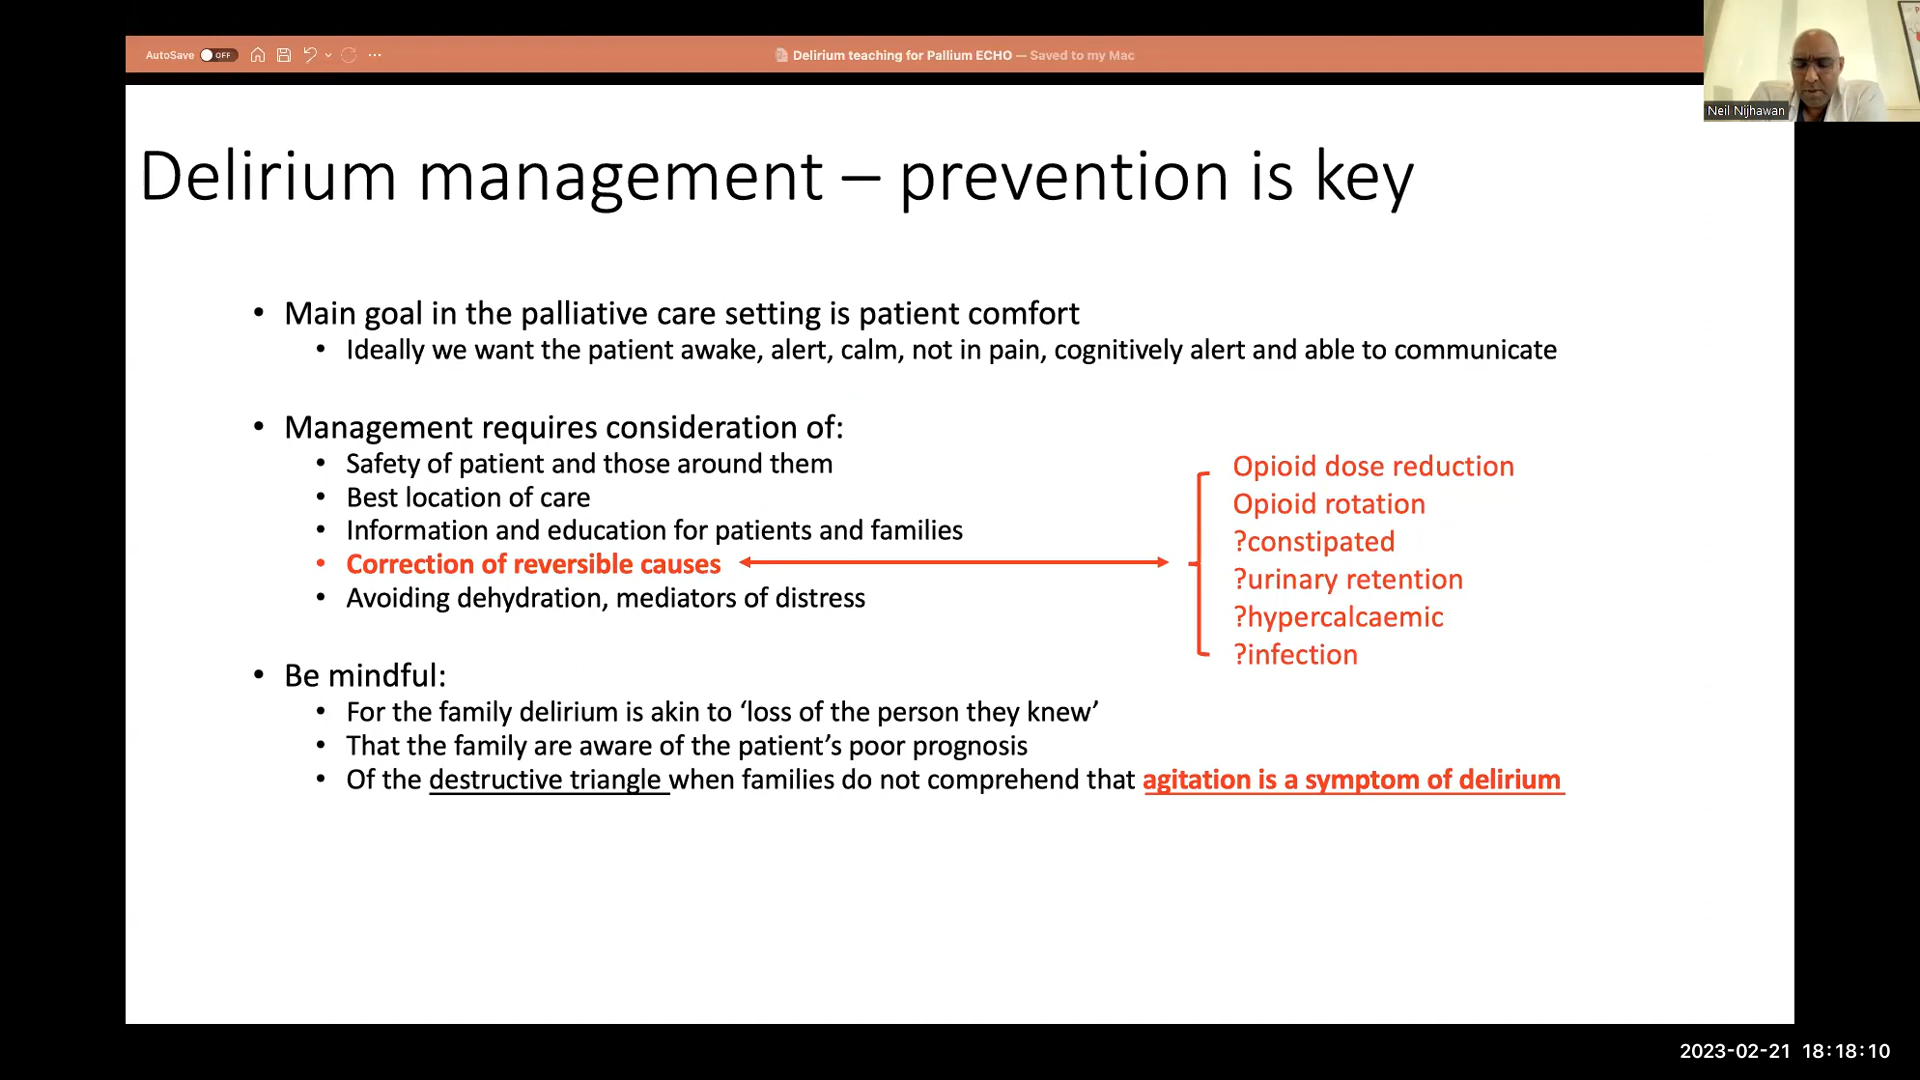 AutoSave OFF
Delirium teaching for Pallium ECHO — Saved to my Mac
Neil Nijhawan
Delirium management – prevention is key
• Main goal in the palliative care setting is patient comfort
• Ideally we want the patient awake, alert, calm, not in pain, cognitively alert and able to communicate
• Management requires consideration of:
• Safety of patient and those around them
• Best location of care
• Information and education for patients and families
• Correction of reversible causes
• Avoiding dehydration, mediators of distress
Opioid dose reduction
Opioid rotation
?constipated
?urinary retention
?hypercalcaemic
?infection
• Be mindful:
• For the family delirium is akin to ‘loss of the person they knew’
• That the family are aware of the patient’s poor prognosis
• Of the destructive triangle when families do not comprehend that agitation is a symptom of delirium
2023-02-21 18:18:10